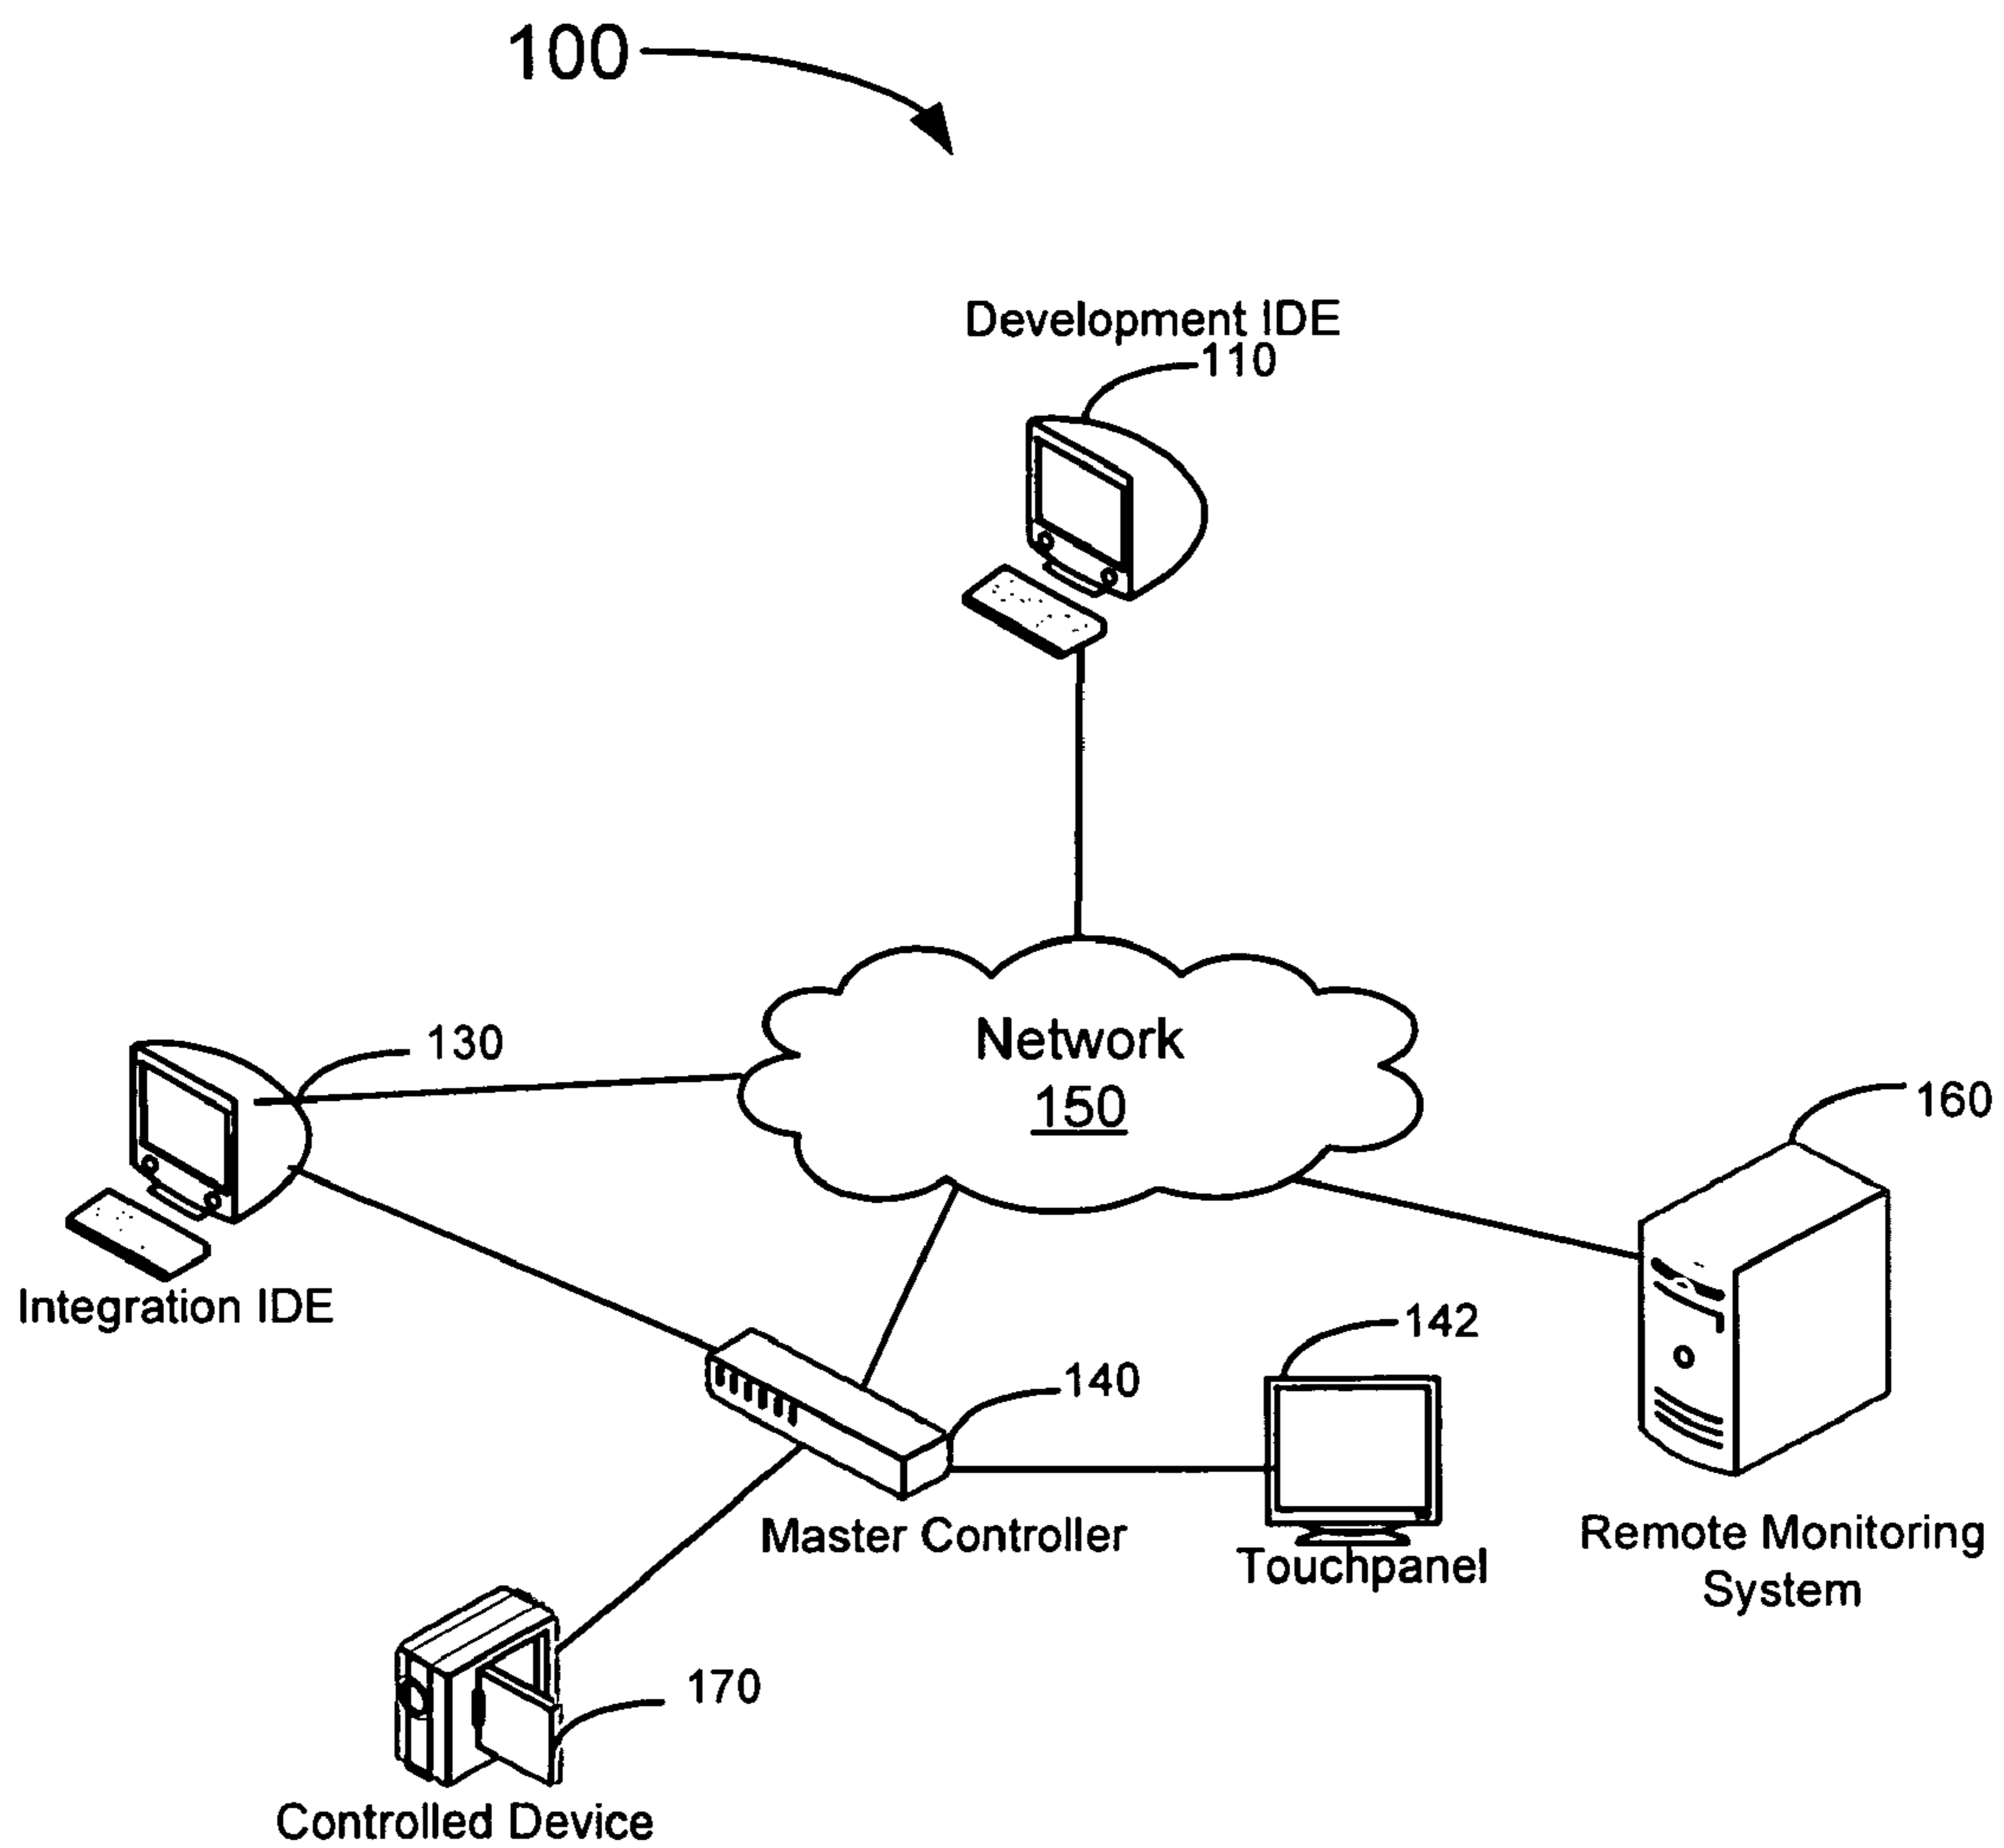 100
Development IDE
110
Network
150
130
Integration IDE
160
142
140
Master Controller
Touchpanel
Remote Monitoring
System
170
Controlled Device